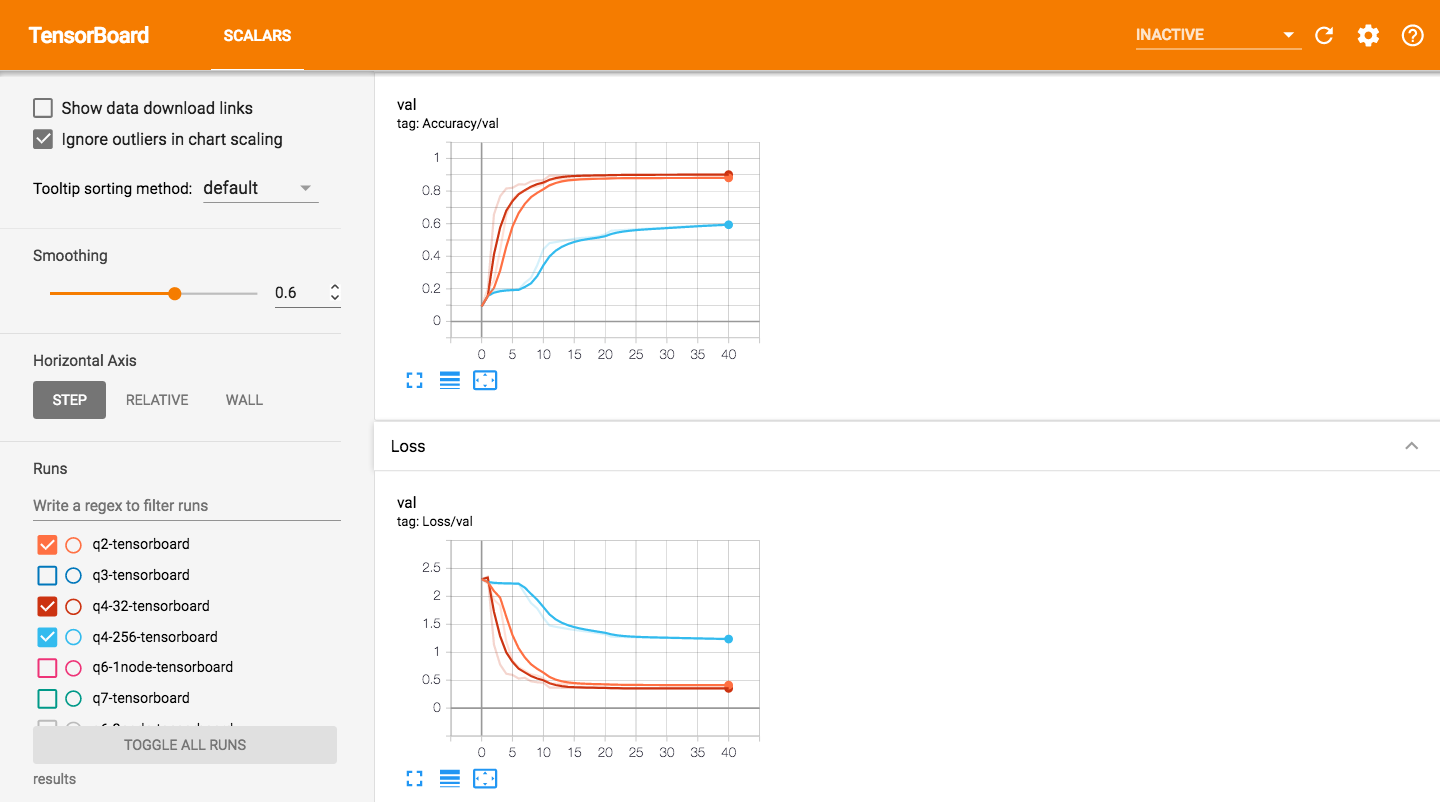 TensorBoard
SCALARS
INACTIVE
Show data download links
Ignore outliers in chart scaling
Tooltip sorting method: default
Smoothing
0.6
Horizontal Axis
STEP RELATIVE WALL
Runs
Write a regex to filter runs
q2-tensorboard
q3-tensorboard
q4-32-tensorboard
q4-256-tensorboard
q6-1node-tensorboard
q7-tensorboard
TOGGLE ALL RUNS
results
val
tag: Accuracy/val
1
0.8
0.6
0.4
0.2
0
0 5 10 15 20 25 30 35 40
Loss
val
tag: Loss/val
2.5
2
1.5
1
0.5
0
0 5 10 15 20 25 30 35 40